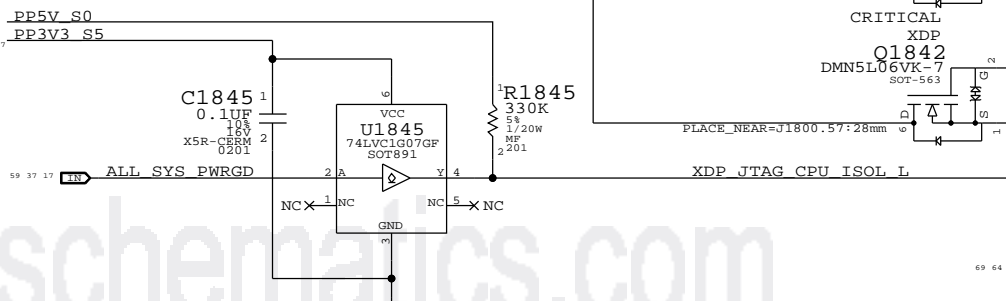 PP5V_S0
PP3V3_S5
7
CRITICAL
XDP
Q1842
DMN5L06VK-7
SOT-563
G 2
D 6
S 1
C1845 1
0.1UF
10%
16V
X5R-CERM 2
0201
6
VCC
U1845
74LVC1G07GF
SOT891
1 R1845
330K
5%
1/20W
MF
2 201
PLACE_NEAR=J1800.57:28mm
59 37 17 IN ALL_SYS_PWRGD 2 A Y 4 XDP_JTAG_CPU_ISOL_L
NC 1 NC NC 5 NC
GND
3
schematics.com
69 64